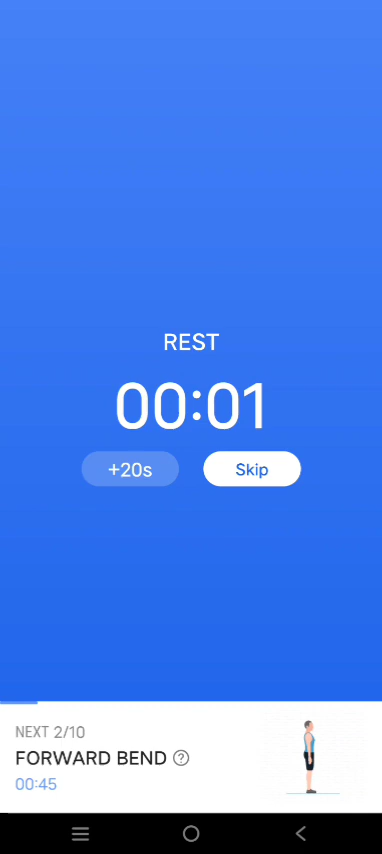 REST
00:01
+20s
Skip
NEXT 2/10
FORWARD BEND ?
00:45